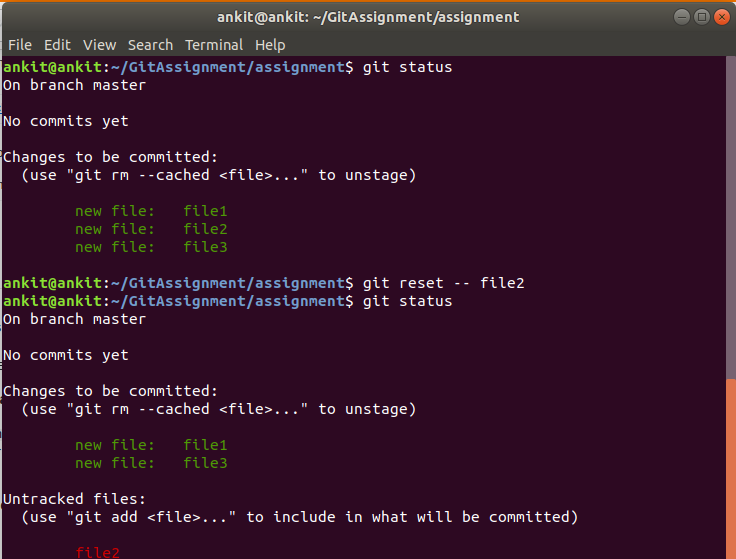 ankit@ankit: ~/GitAssignment/assignment
File Edit View Search Terminal Help
ankit@ankit:~/GitAssignment/assignment$ git status
On branch master
No commits yet
Changes to be committed:
(use "git rm --cached <file>..." to unstage)
new file: file1
new file: file2
new file: file3
ankit@ankit:~/GitAssignment/assignment$ git reset -- file2
ankit@ankit:~/GitAssignment/assignment$ git status
On branch master
No commits yet
Changes to be committed:
(use "git rm --cached <file>..." to unstage)
new file: file1
new file: file3
Untracked files:
(use "git add <file>..." to include in what will be committed)
file2